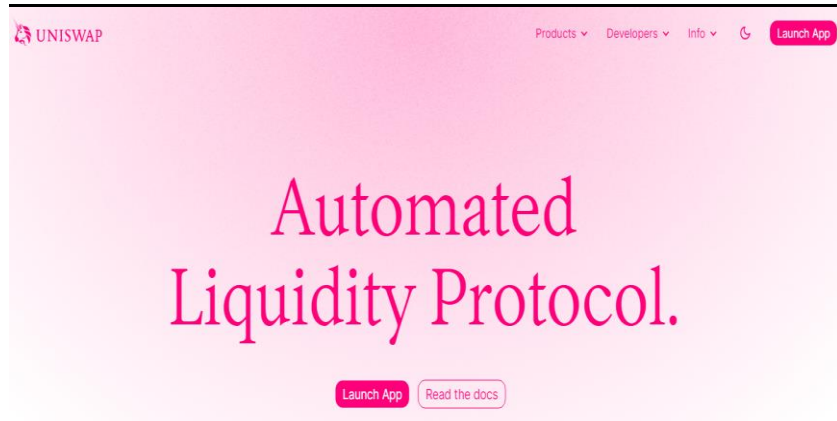 UNISWAP
Products
Developers
Info
Launch App
Automated
Liquidity Protocol.
Launch App
Read the docs